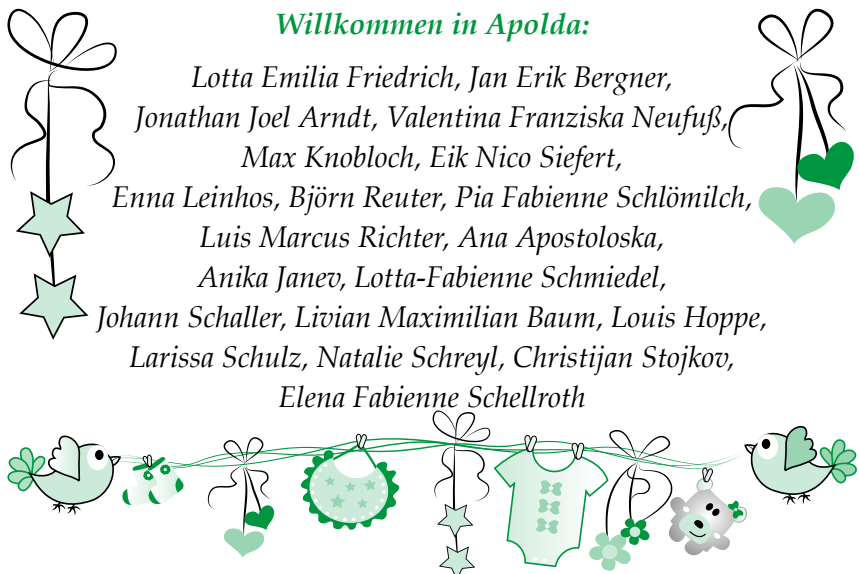 Willkommen in Apolda:
Lotta Emilia Friedrich, Jan Erik Bergner,
Jonathan Joel Arndt, Valentina Franziska Neufuß,
Max Knobloch, Eik Nico Siefert,
Enna Leinhos, Björn Reuter, Pia Fabienne Schlömilch,
Luis Marcus Richter, Ana Apostoloska,
Anika Janev, Lotta-Fabienne Schmiedel,
Johann Schaller, Livian Maximilian Baum, Louis Hoppe,
Larissa Schulz, Natalie Schreyl, Christijan Stojkov,
Elena Fabienne Schellroth